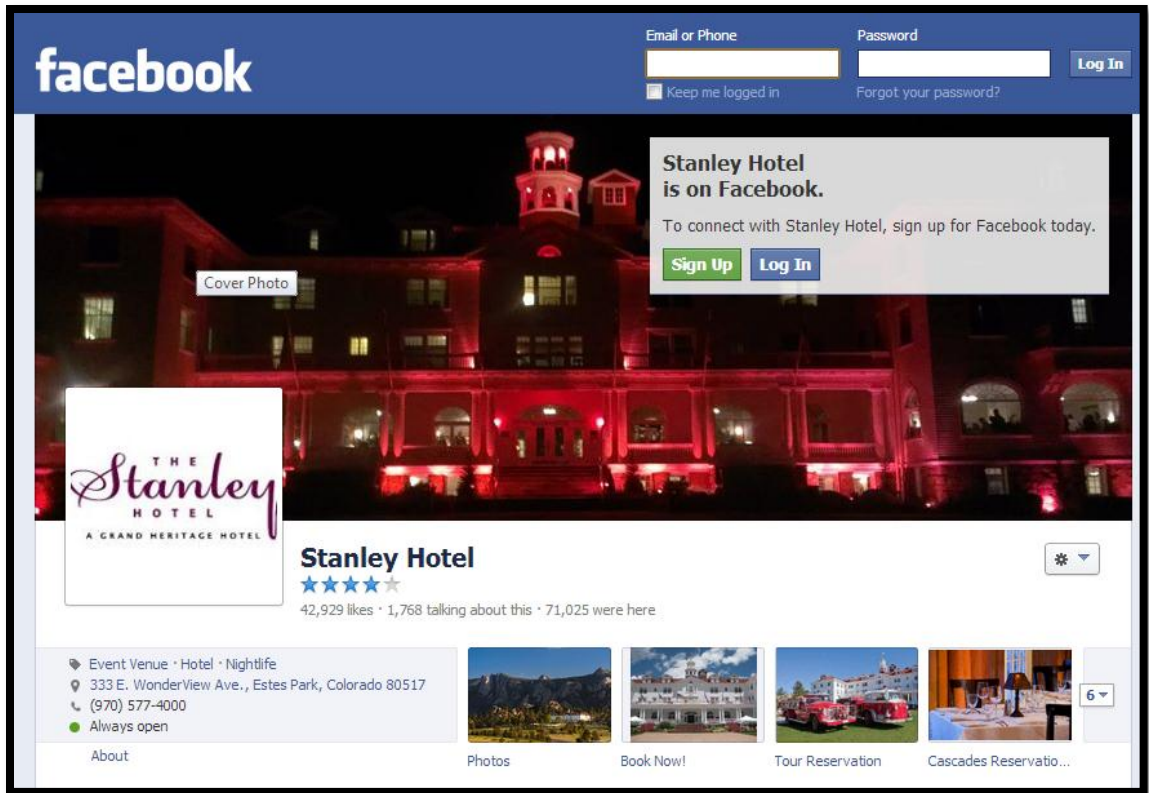 facebook
Email or Phone
Password
Log In
Keep me logged in
Forgot your password?
Stanley Hotel
is on Facebook.
To connect with Stanley Hotel, sign up for Facebook today.
Sign Up
Log In
Cover Photo
THE
Stanley
HOTEL
A GRAND HERITAGE HOTEL
Stanley Hotel
42,929 likes · 1,768 talking about this · 71,025 were here
Event Venue · Hotel · Nightlife
333 E. WonderView Ave., Estes Park, Colorado 80517
(970) 577-4000
Always open
About
Photos
Book Now!
Tour Reservation
Cascades Reservatio...
6